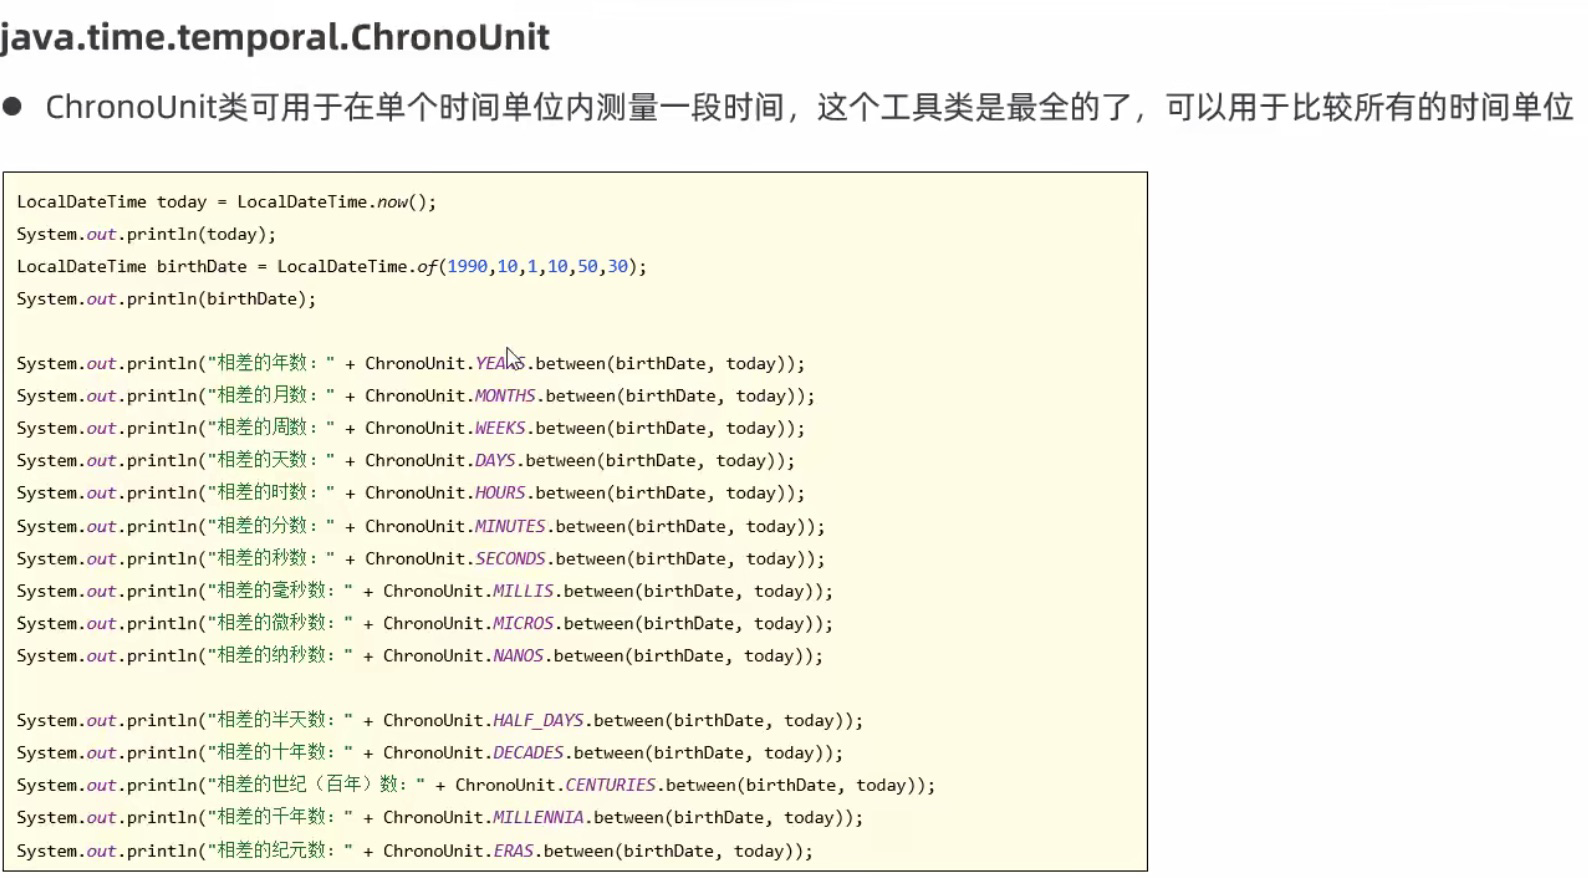 java.time.temporal.ChronoUnit
● ChronoUnit类可用于在单个时间单位内测量一段时间，这个工具类是最全的了，可以用于比较所有的时间单位
LocalDateTime today = LocalDateTime.now();
System.out.println(today);
LocalDateTime birthDate = LocalDateTime.of(1990,10,1,10,50,30);
System.out.println(birthDate);
System.out.println("相差的年数：" + ChronoUnit.YEARS.between(birthDate, today));
System.out.println("相差的月数：" + ChronoUnit.MONTHS.between(birthDate, today));
System.out.println("相差的周数：" + ChronoUnit.WEEKS.between(birthDate, today));
System.out.println("相差的天数：" + ChronoUnit.DAYS.between(birthDate, today));
System.out.println("相差的时数：" + ChronoUnit.HOURS.between(birthDate, today));
System.out.println("相差的分数：" + ChronoUnit.MINUTES.between(birthDate, today));
System.out.println("相差的秒数：" + ChronoUnit.SECONDS.between(birthDate, today));
System.out.println("相差的毫秒数：" + ChronoUnit.MILLIS.between(birthDate, today));
System.out.println("相差的微秒数：" + ChronoUnit.MICROS.between(birthDate, today));
System.out.println("相差的纳秒数：" + ChronoUnit.NANOS.between(birthDate, today));
System.out.println("相差的半天数：" + ChronoUnit.HALF_DAYS.between(birthDate, today));
System.out.println("相差的十年数：" + ChronoUnit.DECADES.between(birthDate, today));
System.out.println("相差的世纪（百年）数：" + ChronoUnit.CENTURIES.between(birthDate, today));
System.out.println("相差的千年数：" + ChronoUnit.MILLENNIA.between(birthDate, today));
System.out.println("相差的纪元数：" + ChronoUnit.ERAS.between(birthDate, today));